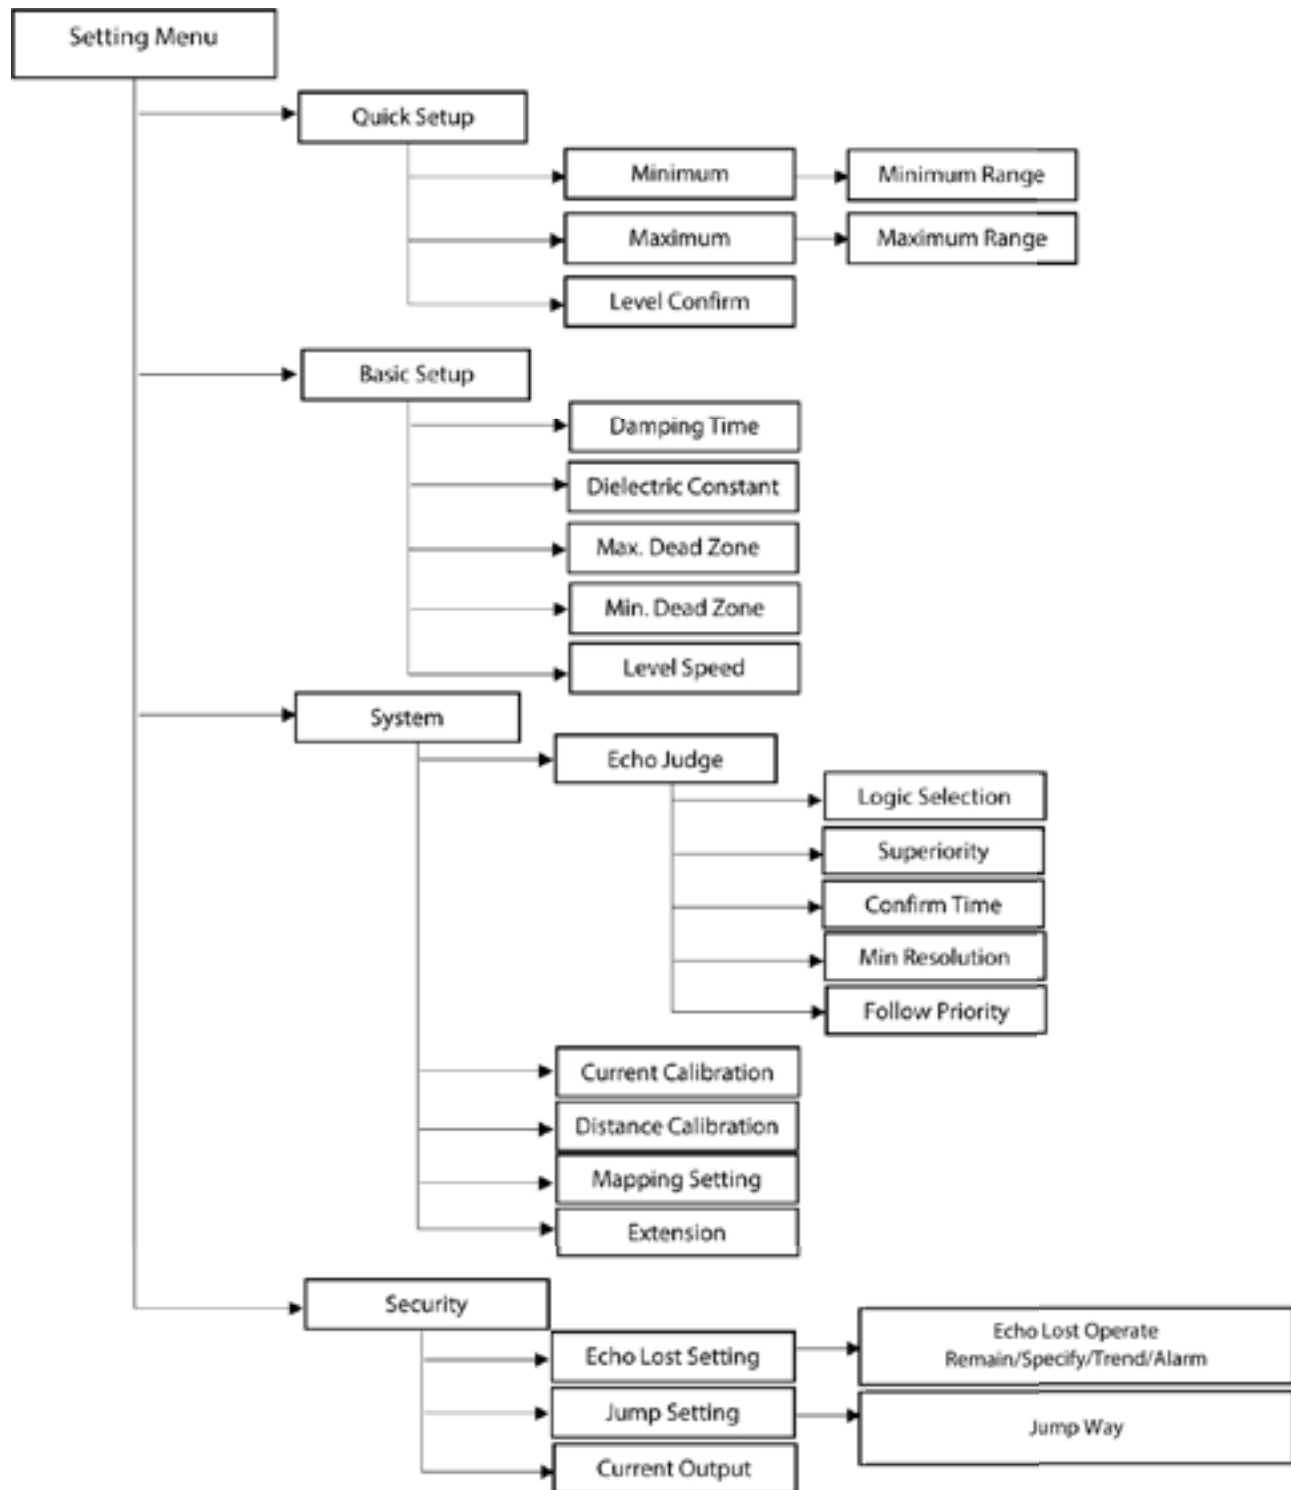 Setting Menu
Quick Setup
Minimum
Minimum Range
Maximum
Maximum Range
Level Confirm
Basic Setup
Damping Time
Dielectric Constant
Max. Dead Zone
Min. Dead Zone
Level Speed
System
Echo Judge
Logic Selection
Superiority
Confirm Time
Min Resolution
Follow Priority
Current Calibration
Distance Calibration
Mapping Setting
Extension
Security
Echo Lost Setting
Echo Lost Operate
Remain/Specify/Trend/Alarm
Jump Setting
Jump Way
Current Output